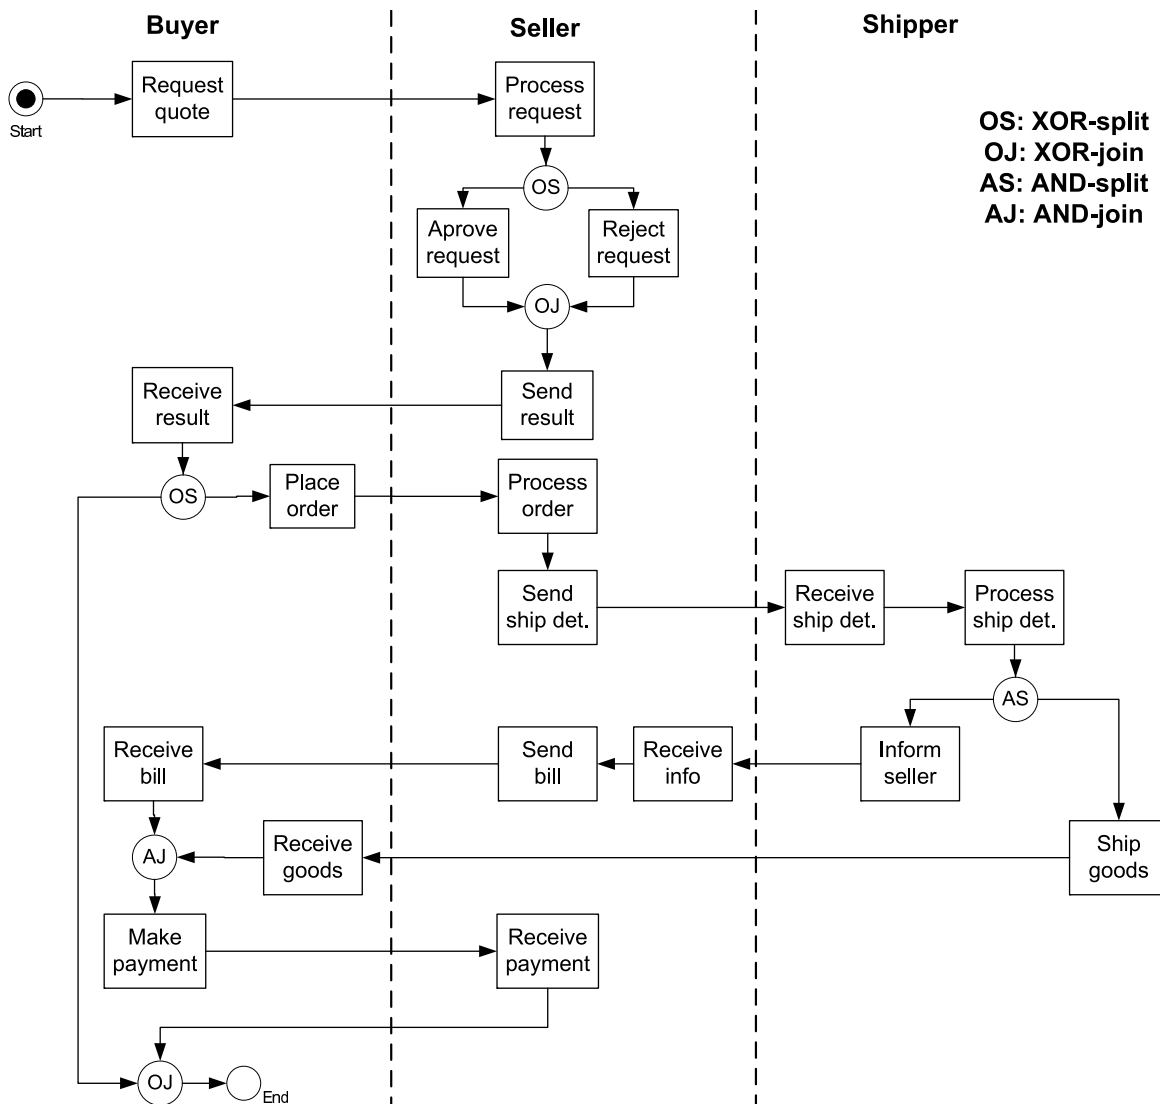 Buyer
Seller
Shipper
Start
Request
quote
Process
request
OS: XOR-split
OJ: XOR-join
AS: AND-split
AJ: AND-join
OS
Aprove
request
Reject
request
OJ
Receive
result
Send
result
OS
Place
order
Process
order
Send
ship det.
Receive
ship det.
Process
ship det.
AS
Receive
bill
Send
bill
Receive
info
Inform
seller
AJ
Receive
goods
Ship
goods
Make
payment
Receive
payment
OJ
End